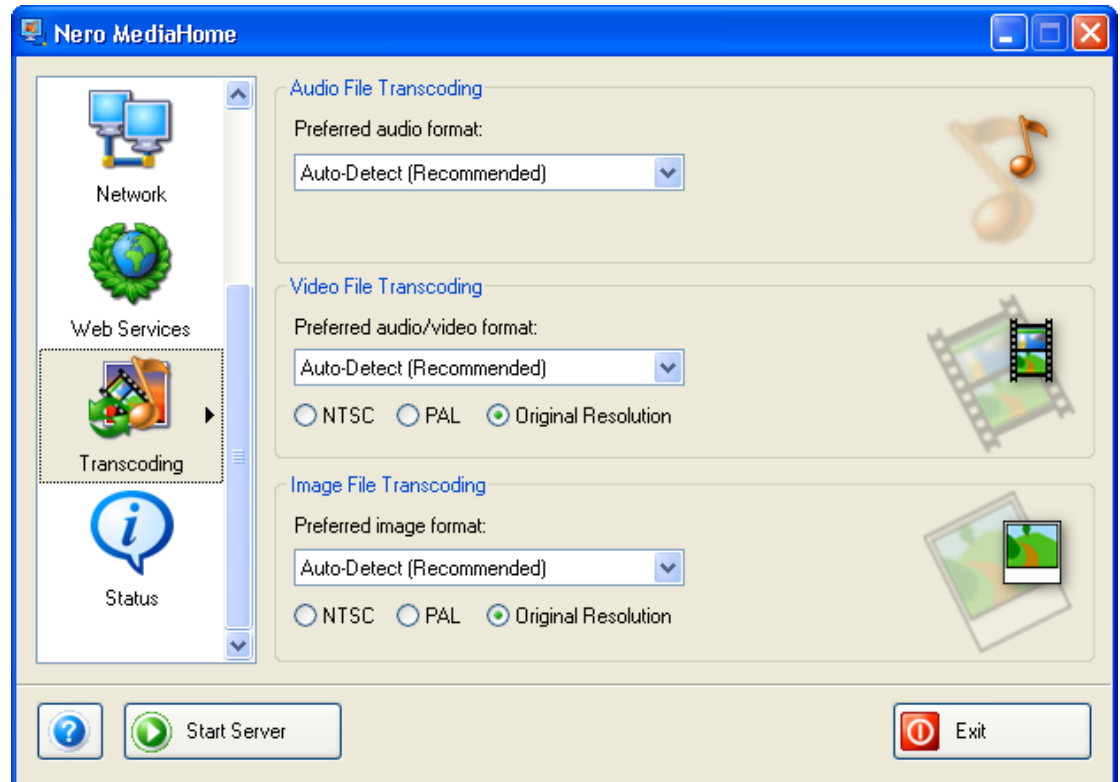 Nero MediaHome
Network
Web Services
Transcoding
Status
Audio File Transcoding
Preferred audio format:
Auto-Detect (Recommended)
Video File Transcoding
Preferred audio/video format:
Auto-Detect (Recommended)
NTSC PAL Original Resolution
Image File Transcoding
Preferred image format:
Auto-Detect (Recommended)
NTSC PAL Original Resolution
Start Server
Exit